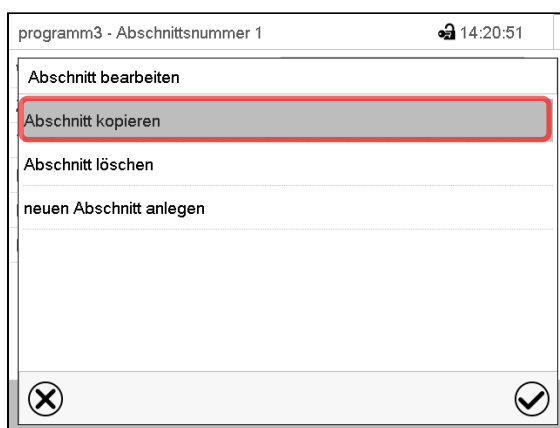 programm3 - Abschnittsnummer 1 14:20:51
Abschnitt bearbeiten
Abschnitt kopieren
Abschnitt löschen
neuen Abschnitt anlegen